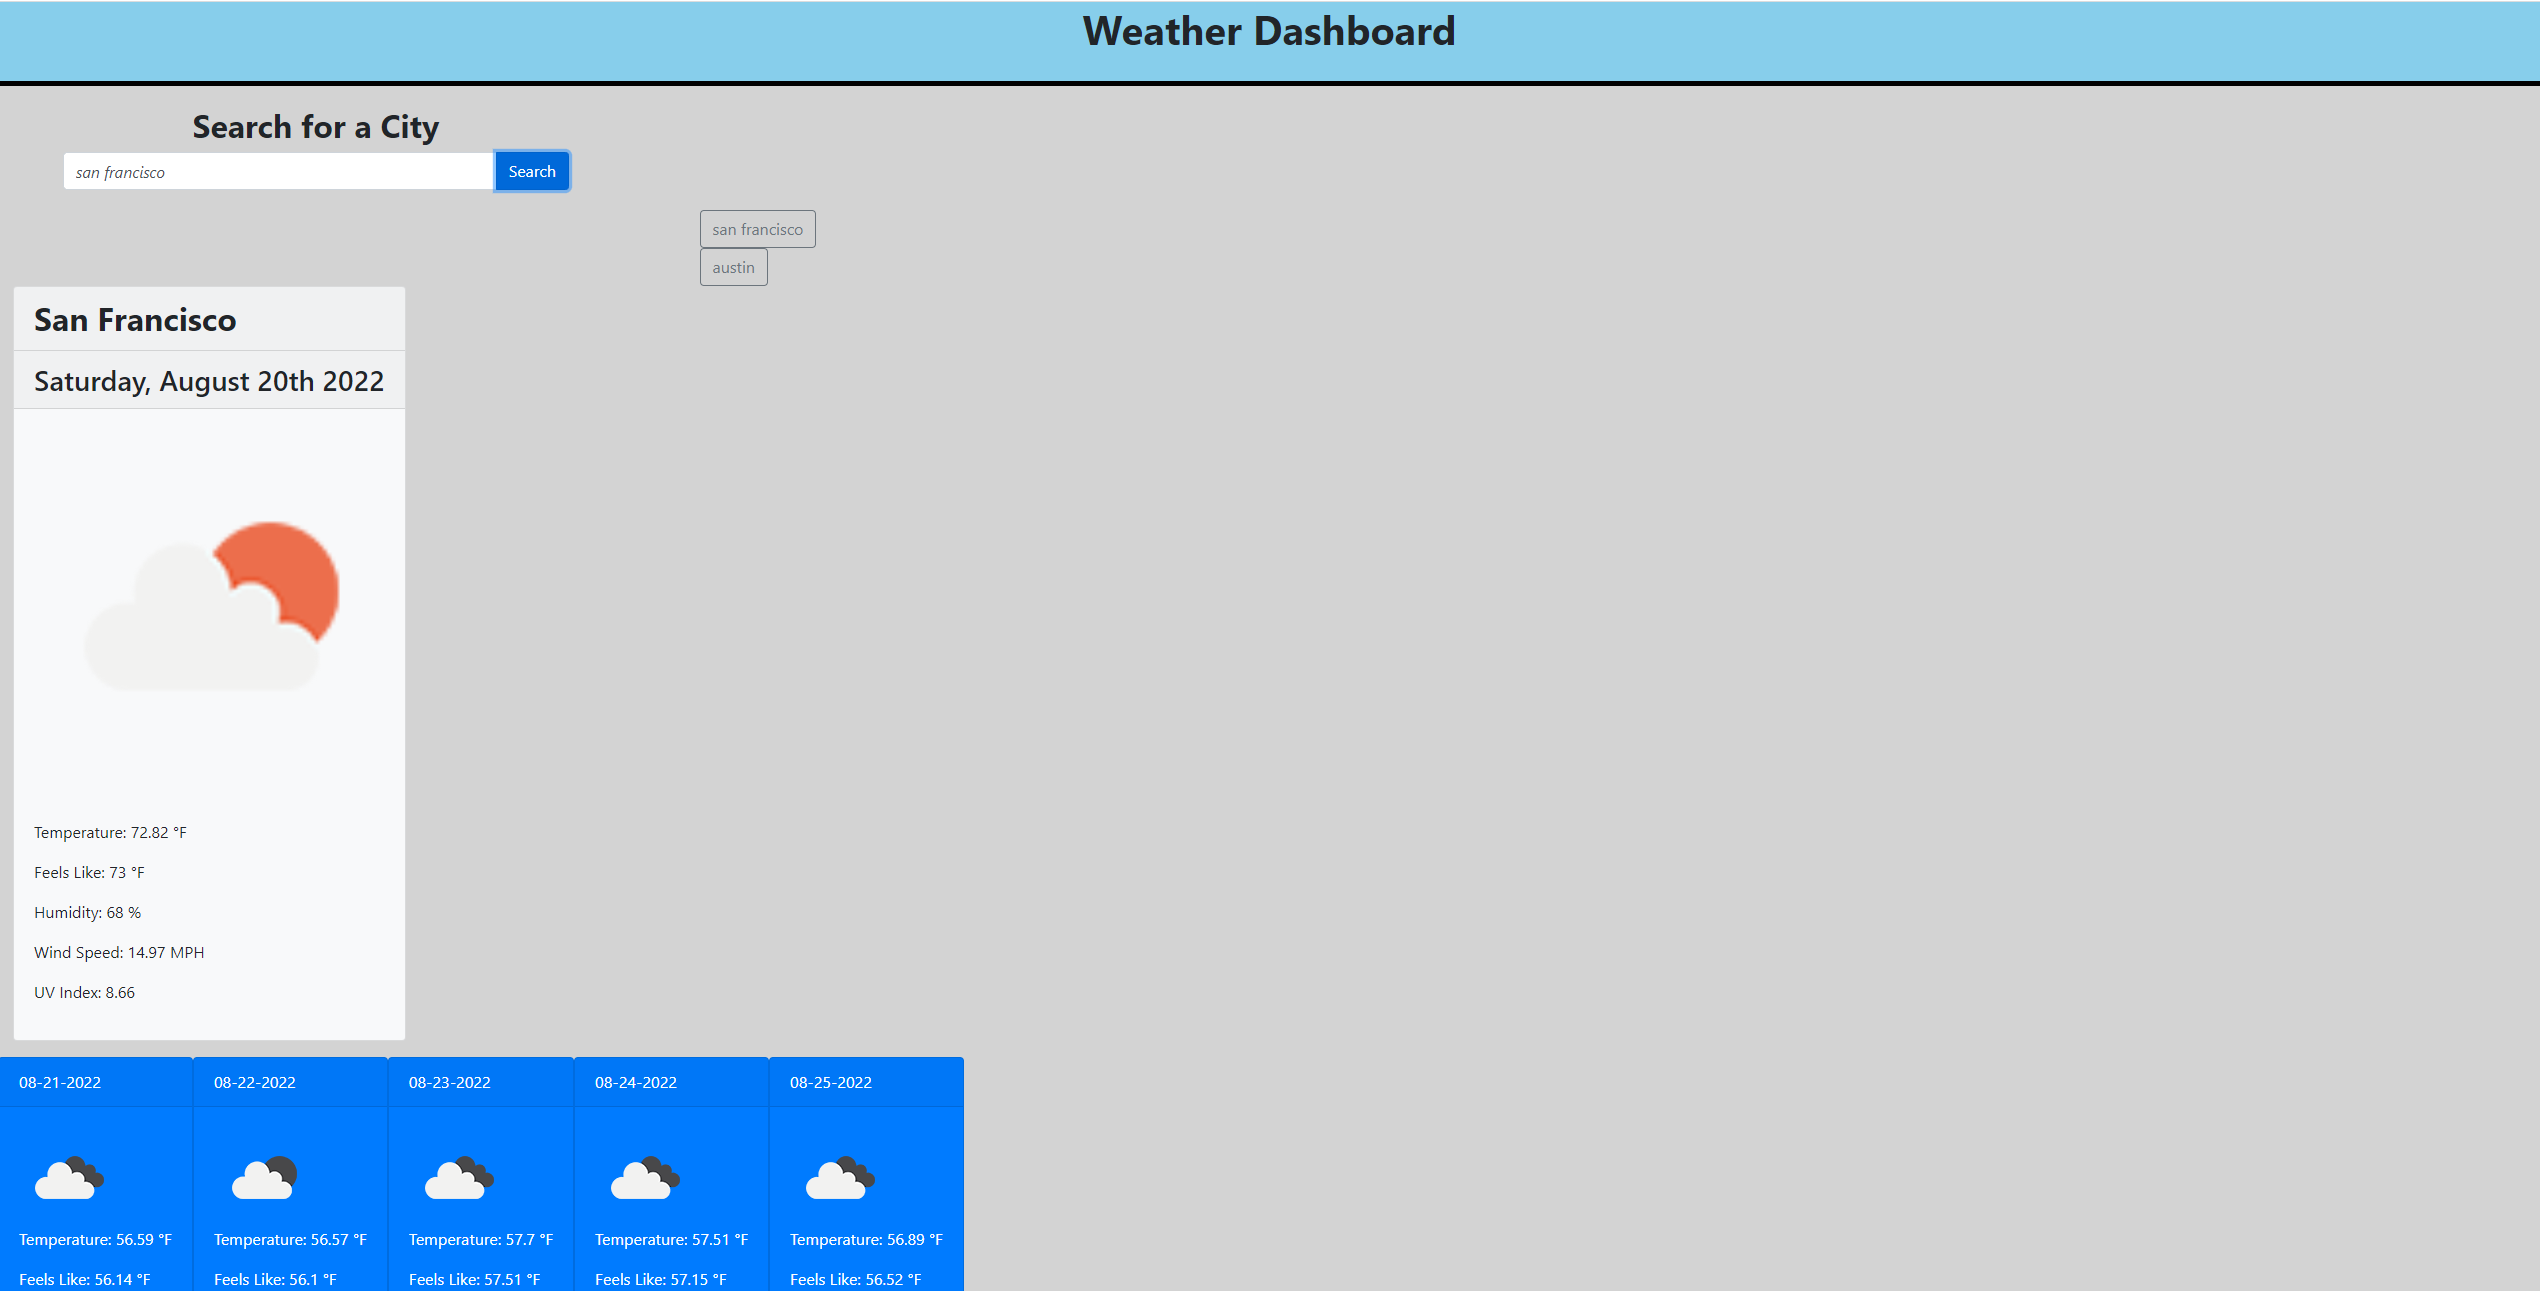 Weather Dashboard
Search for a City
san francisco
Search
san francisco
austin
San Francisco
Saturday, August 20th 2022
Temperature: 72.82 °F
Feels Like: 73 °F
Humidity: 68 %
Wind Speed: 14.97 MPH
UV Index: 8.66
08-21-2022
Temperature: 56.59 °F
Feels Like: 56.14 °F
08-22-2022
Temperature: 56.57 °F
Feels Like: 56.1 °F
08-23-2022
Temperature: 57.7 °F
Feels Like: 57.51 °F
08-24-2022
Temperature: 57.51 °F
Feels Like: 57.15 °F
08-25-2022
Temperature: 56.89 °F
Feels Like: 56.52 °F